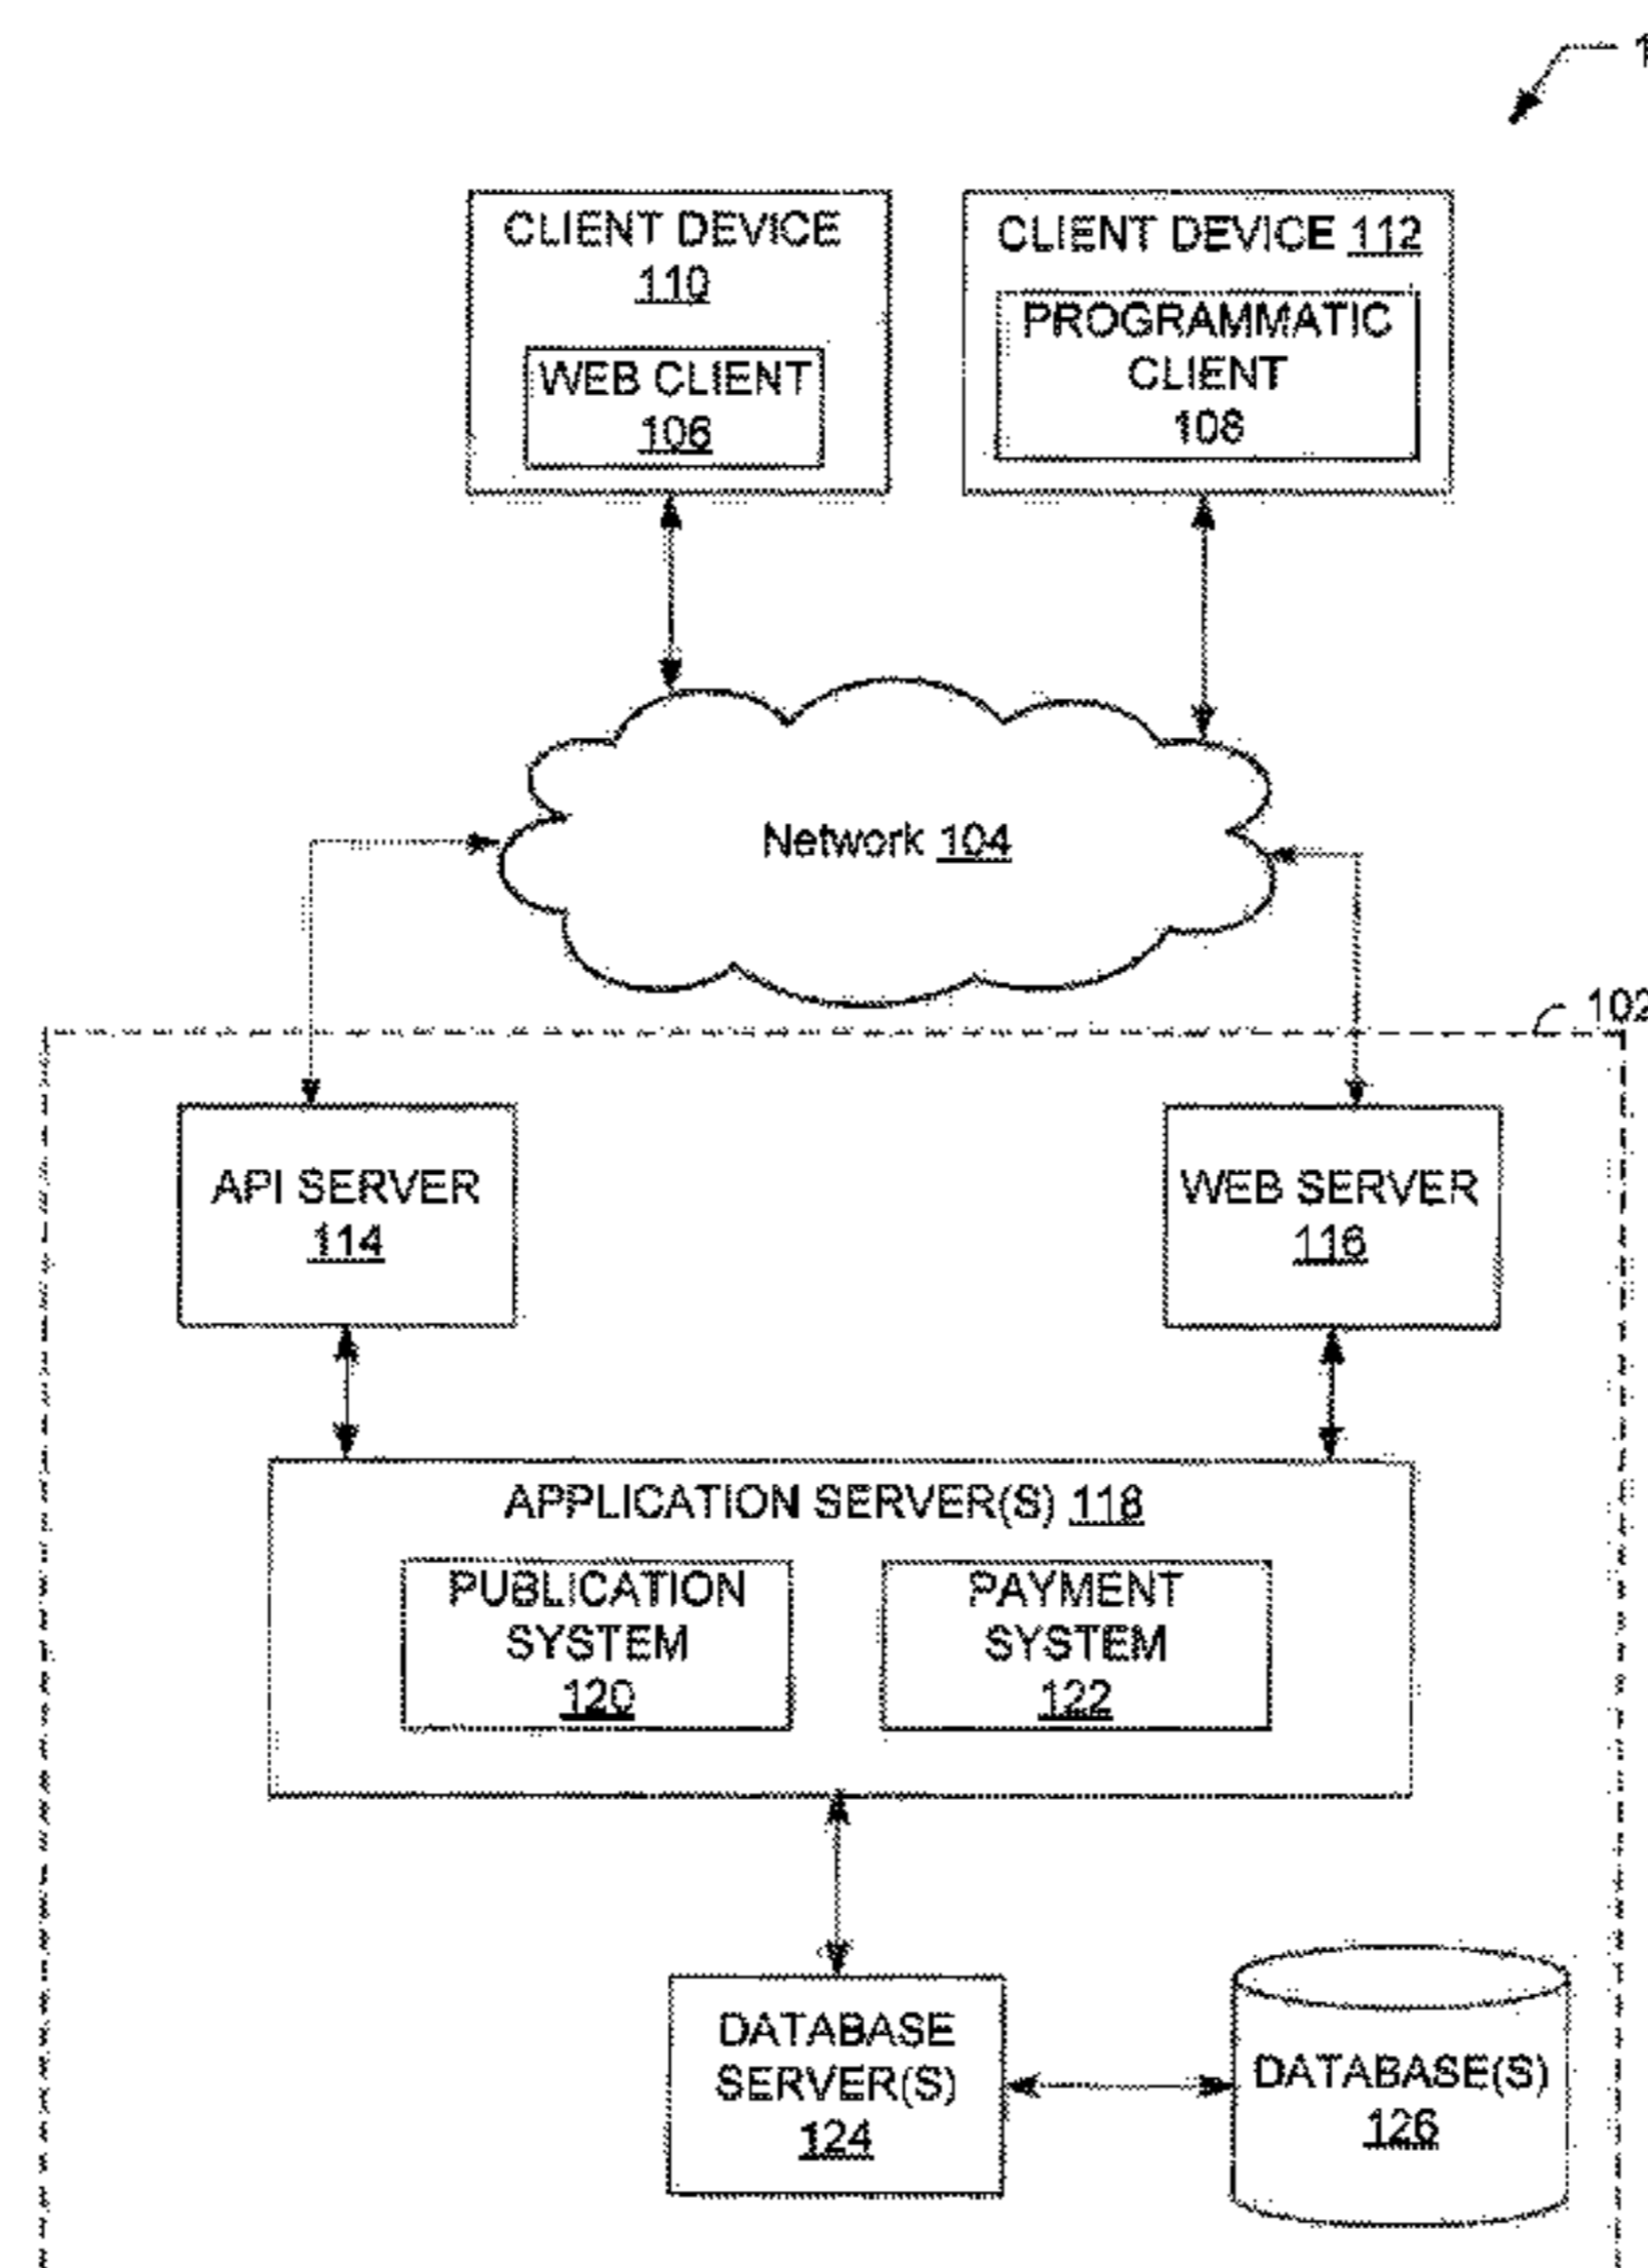 CLIENT DEVICE
110
WEB CLIENT
106
CLIENT DEVICE 112
PROGRAMMATIC
CLIENT
108
Network 104
102
API SERVER
114
WEB SERVER
116
APPLICATION SERVER(S) 118
PUBLICATION
SYSTEM
120
PAYMENT
SYSTEM
122
DATABASE
SERVER(S)
124
DATABASE(S)
126